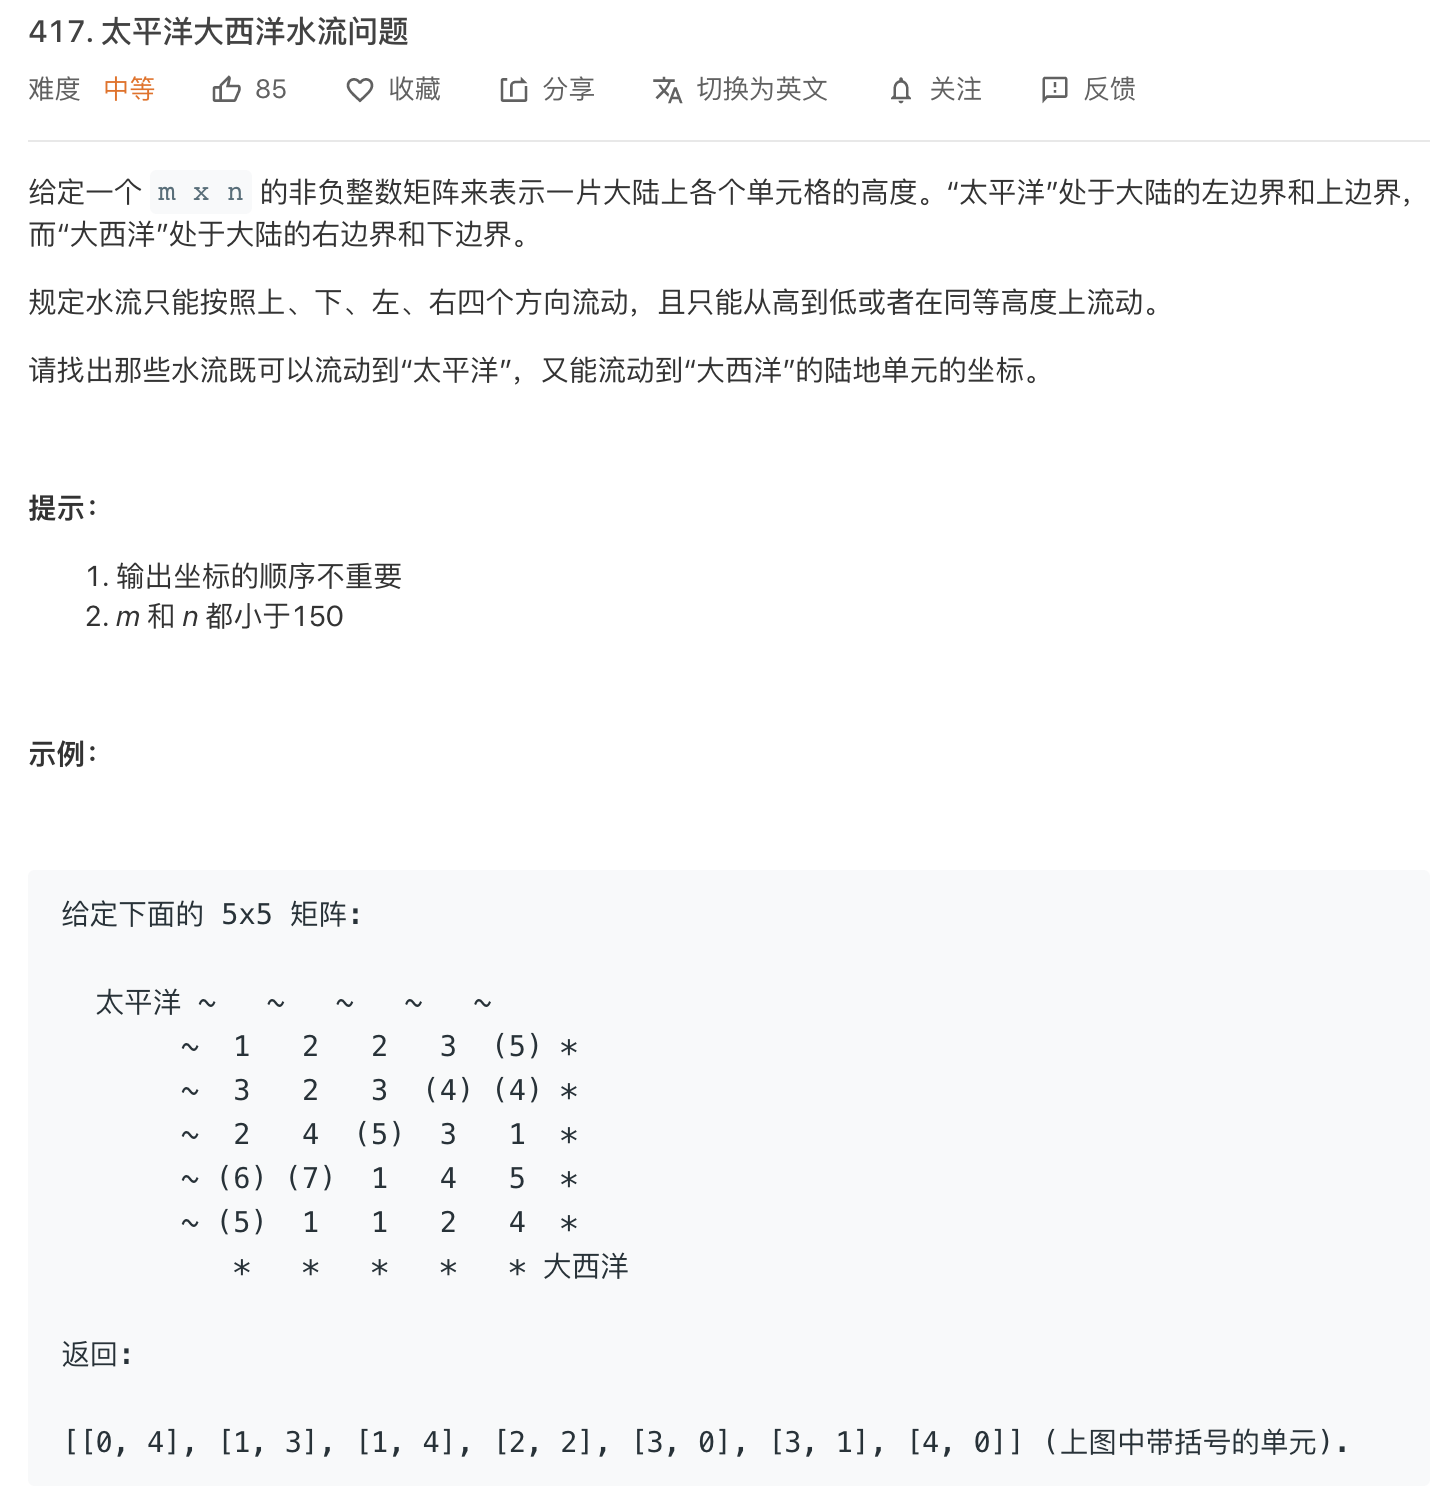 417. 太平洋大西洋水流问题
难度 中等 85 收藏 分享 切换为英文 关注 反馈
给定一个 m x n 的非负整数矩阵来表示一片大陆上各个单元格的高度。“太平洋”处于大陆的左边界和上边界，
而“大西洋”处于大陆的右边界和下边界。
规定水流只能按照上、下、左、右四个方向流动，且只能从高到低或者在同等高度上流动。
请找出那些水流既可以流动到“太平洋”，又能流动到“大西洋”的陆地单元的坐标。
提示：
1. 输出坐标的顺序不重要
2. m 和 n 都小于150
示例：
给定下面的 5x5 矩阵:
太平洋 ~ ~ ~ ~ ~
~ 1 2 2 3 (5) *
~ 3 2 3 (4) (4) *
~ 2 4 (5) 3 1 *
~ (6) (7) 1 4 5 *
~ (5) 1 1 2 4 *
* * * * * 大西洋
返回:
[[0, 4], [1, 3], [1, 4], [2, 2], [3, 0], [3, 1], [4, 0]] (上图中带括号的单元).